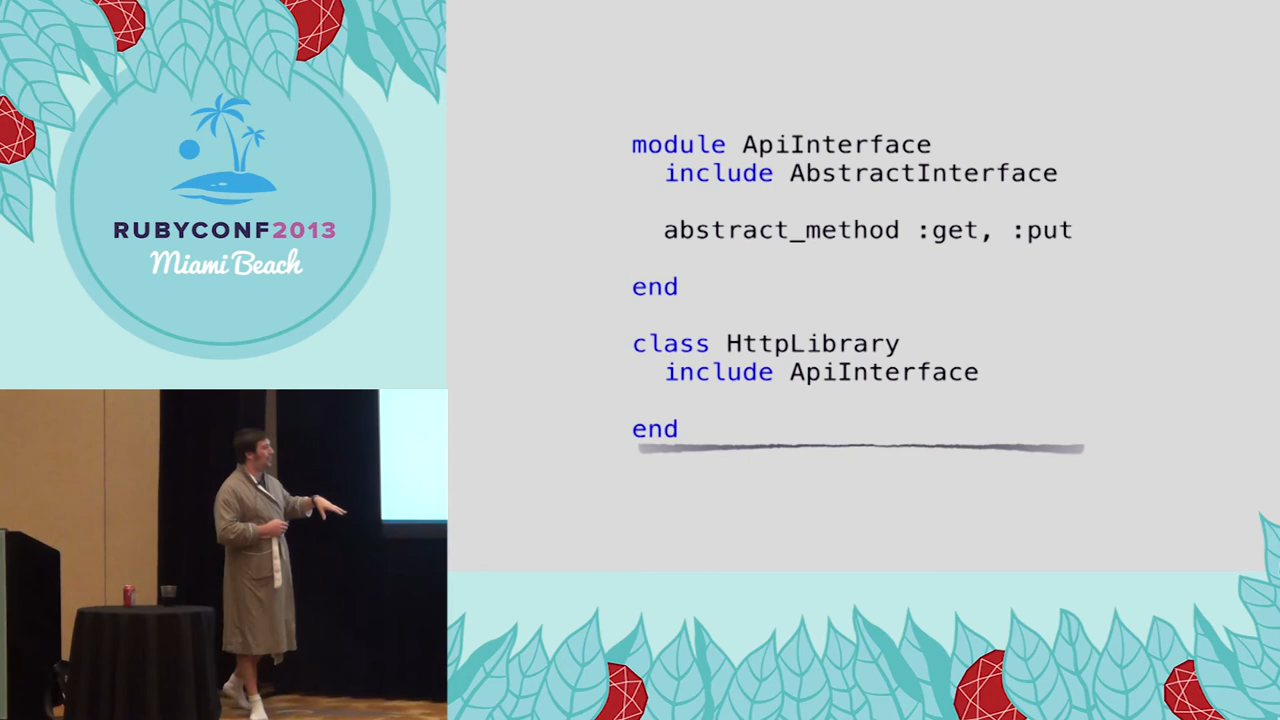 RUBYCONF2013
Miami Beach
module ApiInterface
  include AbstractInterface
  abstract_method :get, :put
end
class HttpLibrary
  include ApiInterface
end